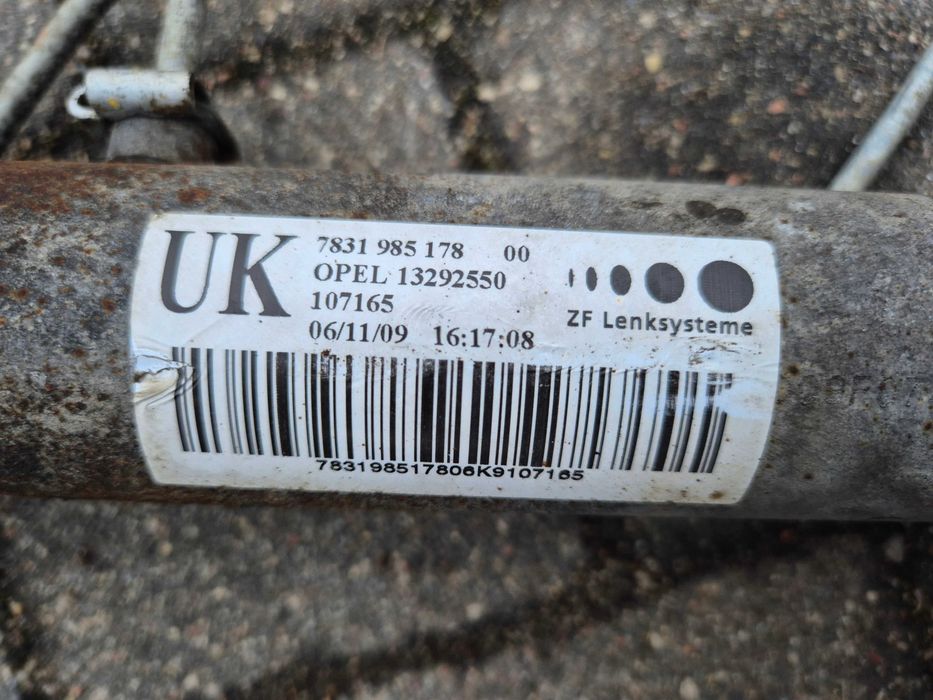 UK
7831 985 178 00
OPEL 13292550
107165
06/11/09 16:17:08
ZF Lenksysteme
783198517806K9107165